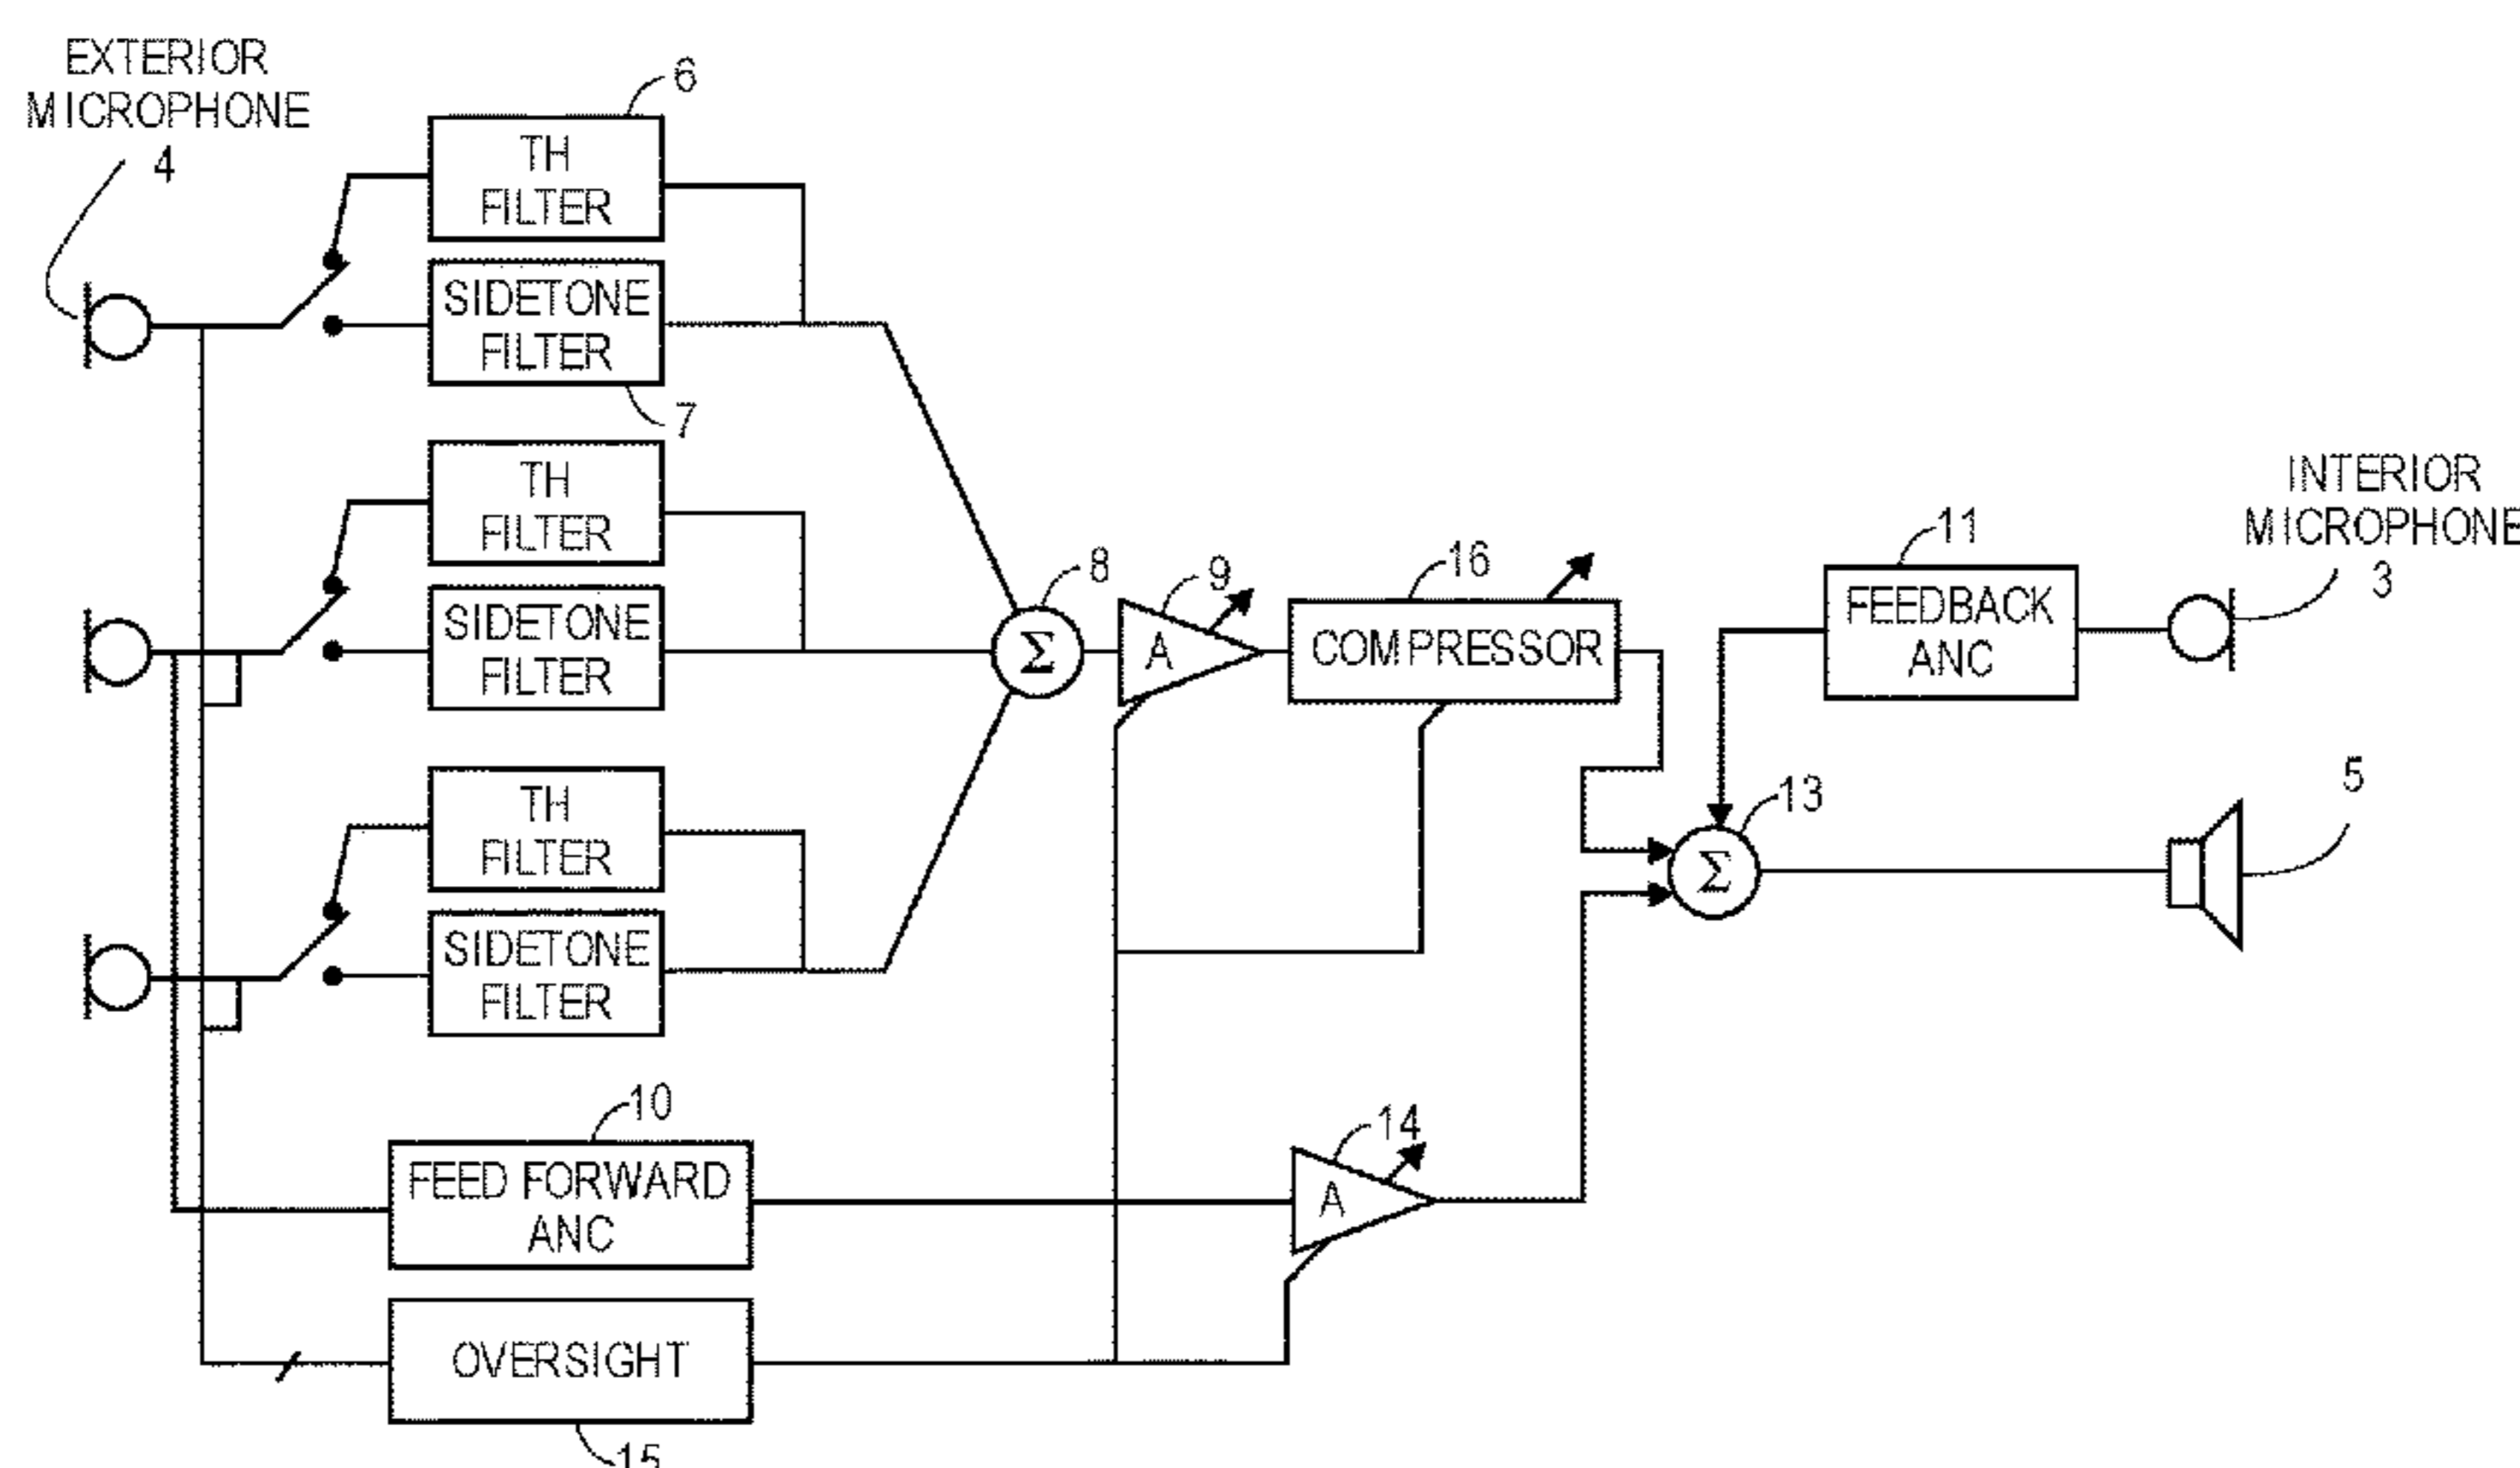 EXTERIOR
MICROPHONE
4
6
TH
FILTER
SIDETONE
FILTER
7
TH
FILTER
SIDETONE
FILTER
TH
FILTER
SIDETONE
FILTER
8
Σ
9
A
16
COMPRESSOR
11
FEEDBACK
ANC
INTERIOR
MICROPHONE
3
13
Σ
5
10
FEED FORWARD
ANC
14
A
OVERSIGHT
15